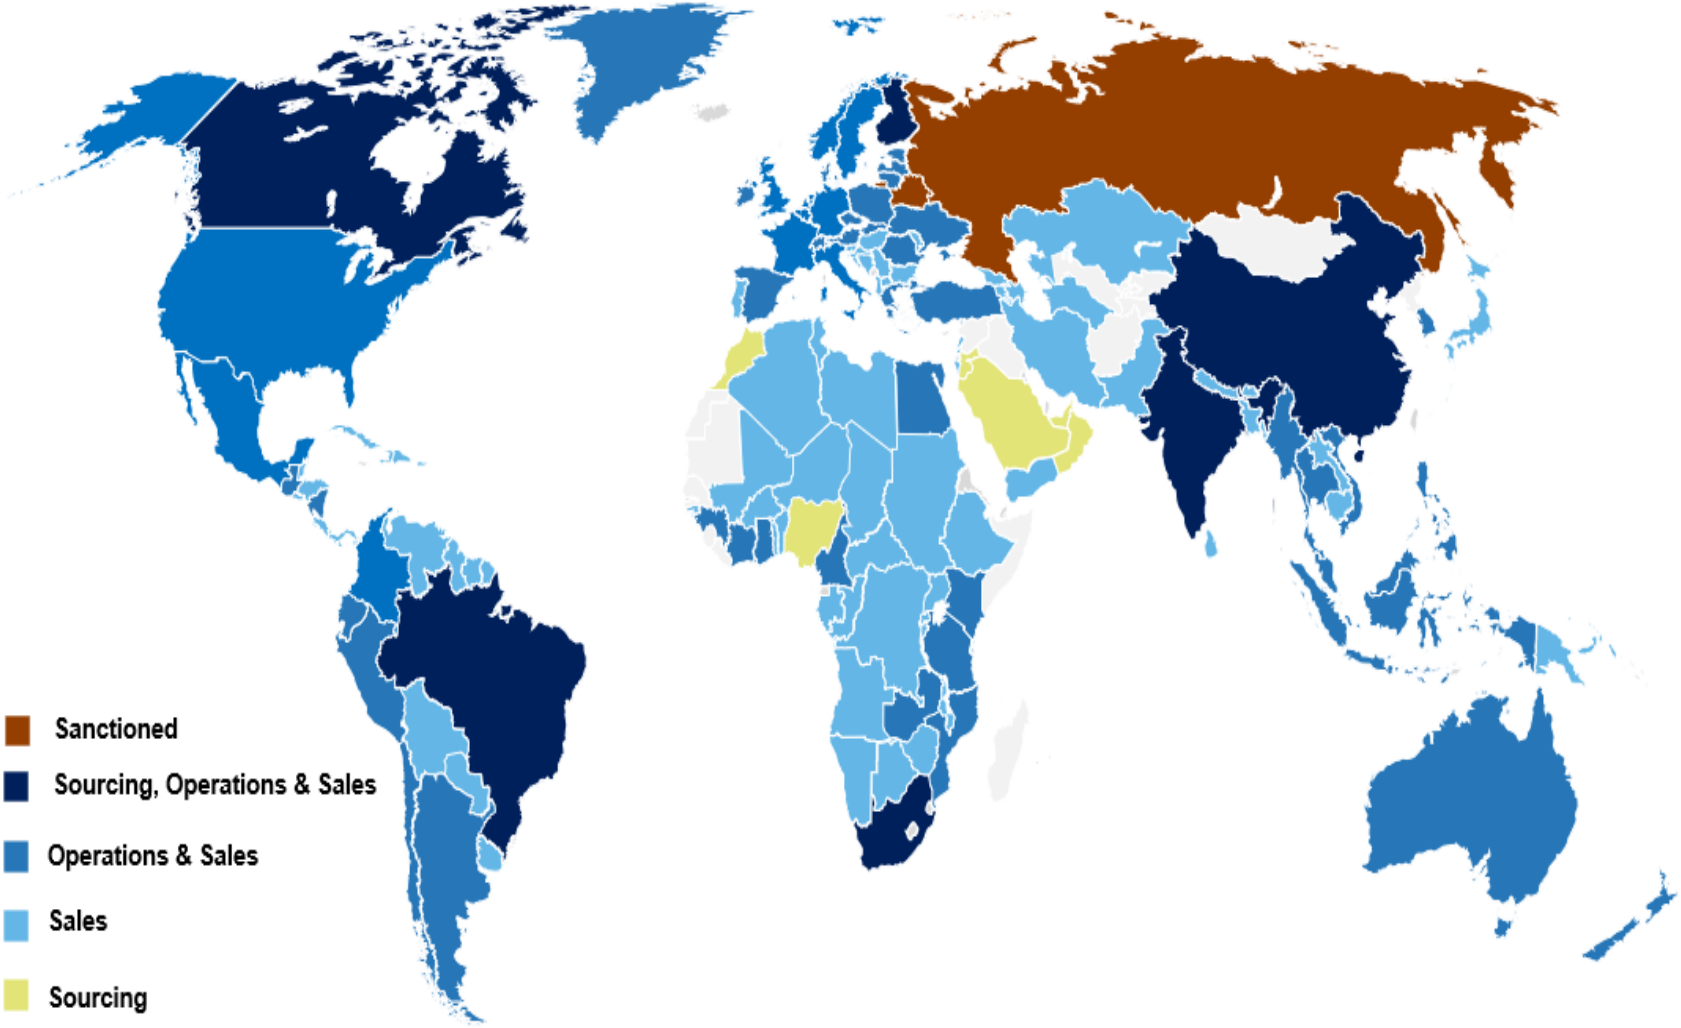 Sanctioned
Sourcing, Operations & Sales
Operations & Sales
Sales
Sourcing